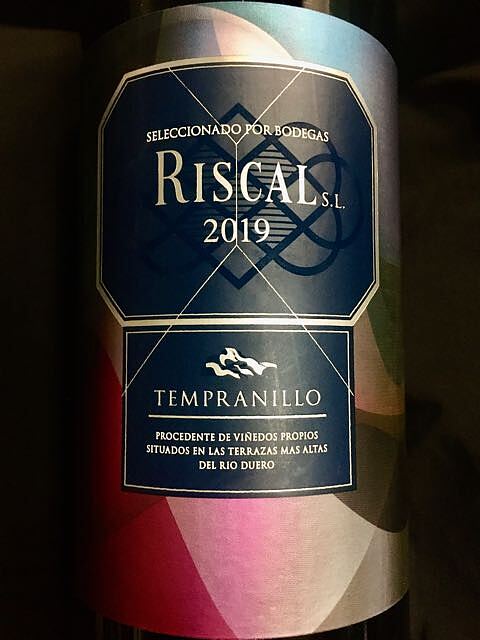 SELECCIONADO POR BODEGAS
RISCAL S.L.
2019
TEMPRANILLO
PROCEDENTE DE VIÑEDOS PROPIOS
SITUADOS EN LAS TERRAZAS MAS ALTAS
DEL RIO DUERO